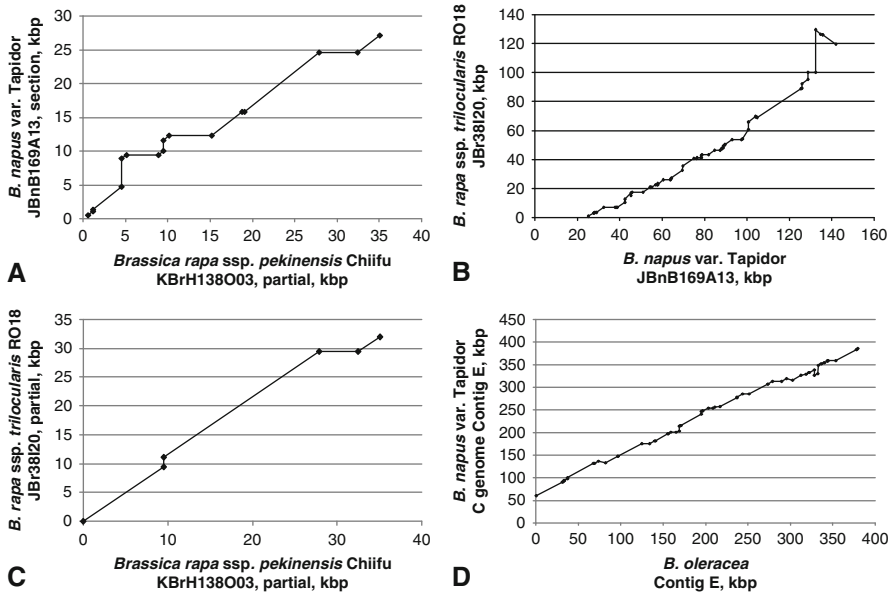 B. napus var. Tapidor
JBnB169A13, section, kbp
30
25
20
15
10
5
0
0 5 10 15 20 25 30 35 40
Brassica rapa ssp. pekinensis Chiifu
KBrH138O03, partial, kbp
A
B. rapa ssp. trilocularis RO18
JBr38I20, kbp
140
120
100
80
60
40
20
0
0 20 40 60 80 100 120 140 160
B. napus var. Tapidor
JBnB169A13, kbp
B
B. rapa ssp. trilocularis RO18
JBr38I20, partial, kbp
35
30
25
20
15
10
5
0
0 10 20 30 40
Brassica rapa ssp. pekinensis Chiifu
KBrH138O03, partial, kbp
C
B. napus var. Tapidor
C genome Contig E, kbp
450
400
350
300
250
200
150
100
50
0
0 50 100 150 200 250 300 350 400
B. oleracea
Contig E, kbp
D